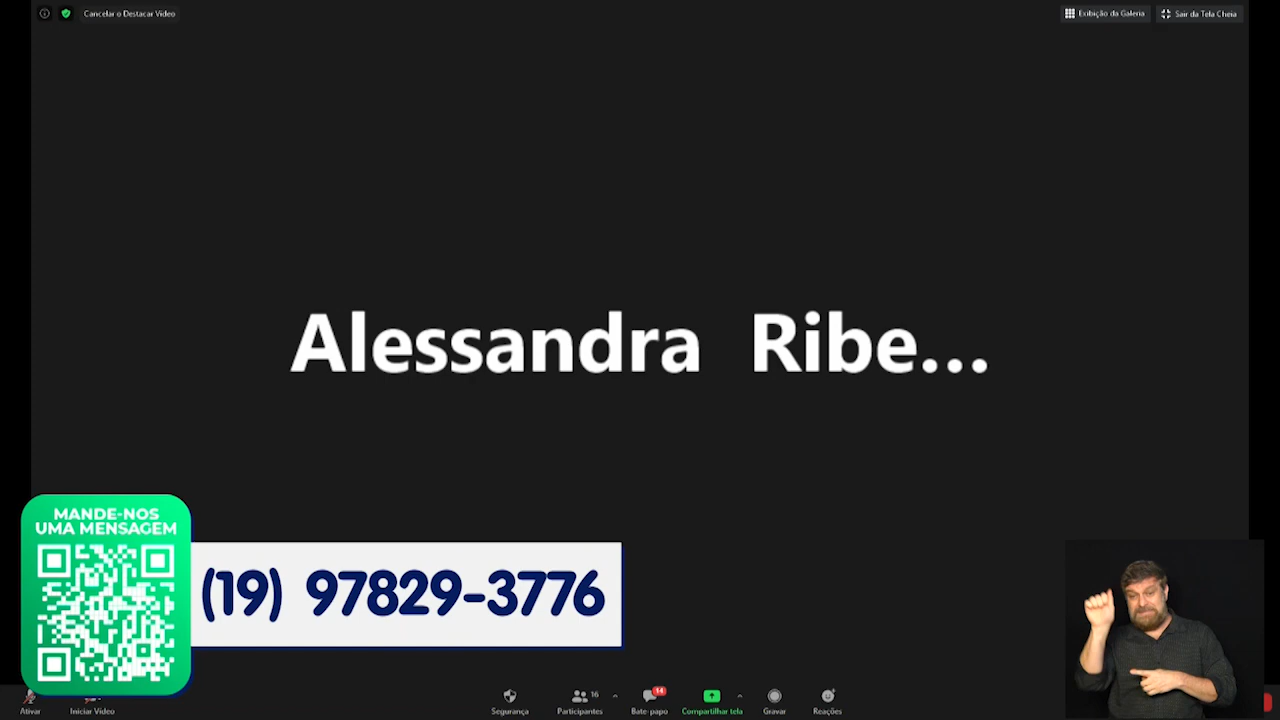 Cancelar o Destacar Vídeo
Exibição da Galeria
Sair da Tela Cheia
Alessandra Ribe...
MANDE-NOS
UMA MENSAGEM
(19) 97829-3776
Ativar
Iniciar Vídeo
Segurança
Participantes
16
Bate-papo
14
Compartilhar tela
Gravar
Reações